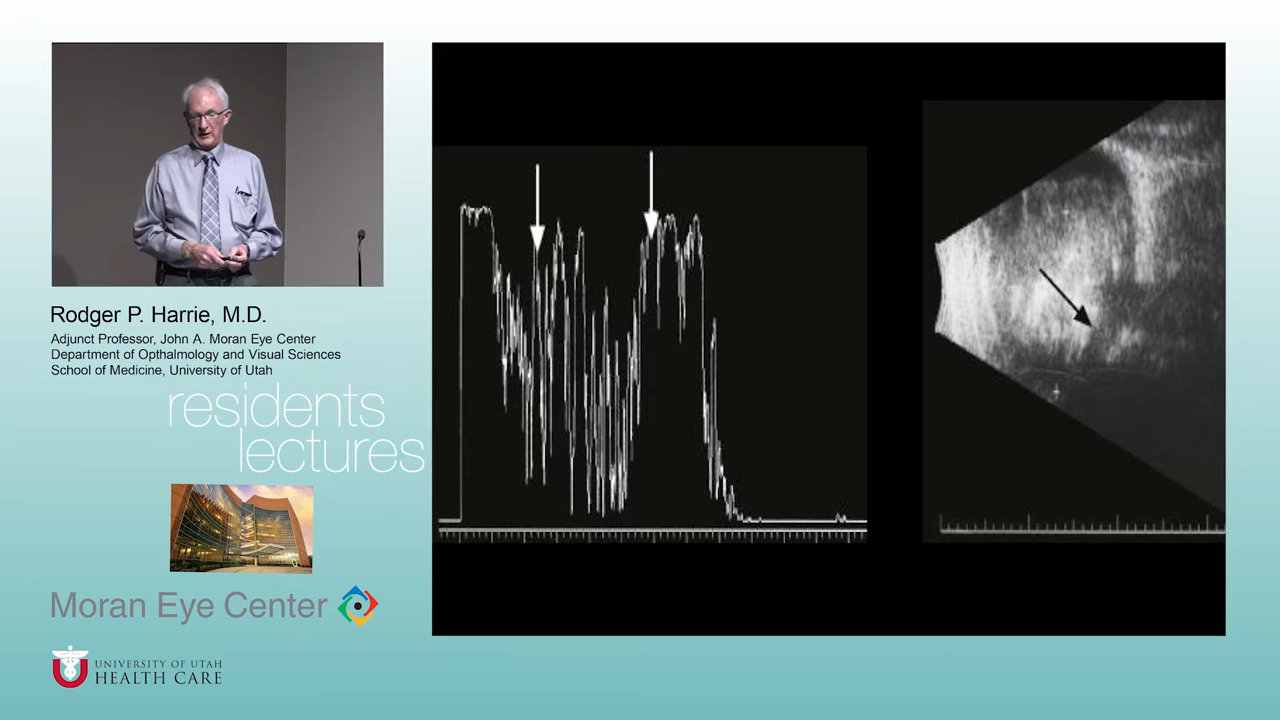 Rodger P. Harrie, M.D.
Adjunct Professor, John A. Moran Eye Center
Department of Opthalmology and Visual Sciences
School of Medicine, University of Utah
residents
lectures
Moran Eye Center
UNIVERSITY OF UTAH
HEALTH CARE